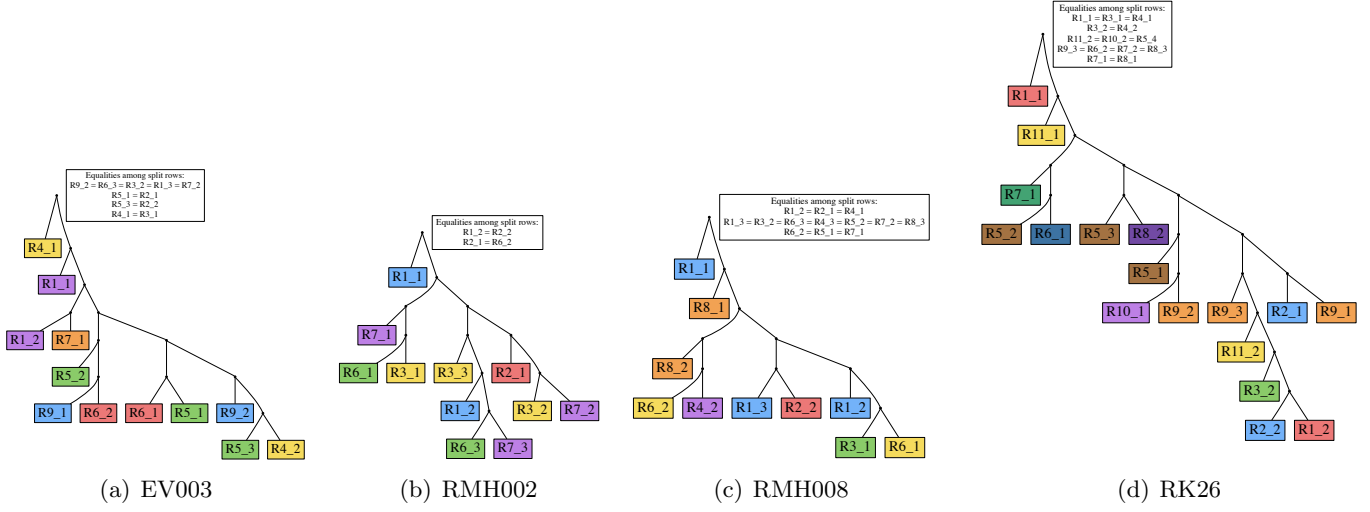 Equalities among split rows:
R9_2 = R6_3 = R3_2 = R1_3 = R7_2
R5_1 = R2_1
R5_3 = R2_2
R4_1 = R3_1
R4_1
R1_1
R1_2 R7_1
R5_2
R9_1 R6_2 R6_1 R5_1 R9_2
R5_3 R4_2
(a) EV003
Equalities among split rows:
R1_2 = R2_2
R2_1 = R6_2
R1_1
R7_1
R6_1 R3_1 R3_3 R2_1
R1_2 R3_2 R7_2
R6_3 R7_3
(b) RMH002
Equalities among split rows:
R1_2 = R2_1 = R4_1
R1_3 = R3_2 = R6_3 = R4_3 = R5_2 = R7_2 = R8_3
R6_2 = R5_1 = R7_1
R1_1
R8_1
R8_2
R6_2 R4_2 R1_3 R2_2 R1_2
R3_1 R6_1
(c) RMH008
Equalities among split rows:
R1_1 = R3_1 = R4_1
R3_2 = R4_2
R11_2 = R10_2 = R5_4
R9_3 = R6_2 = R7_2 = R8_3
R7_1 = R8_1
R1_1
R11_1
R7_1
R5_2 R6_1 R5_3 R8_2
R5_1
R10_1 R9_2 R9_3 R2_1 R9_1
R11_2
R3_2
R2_2 R1_2
(d) RK26